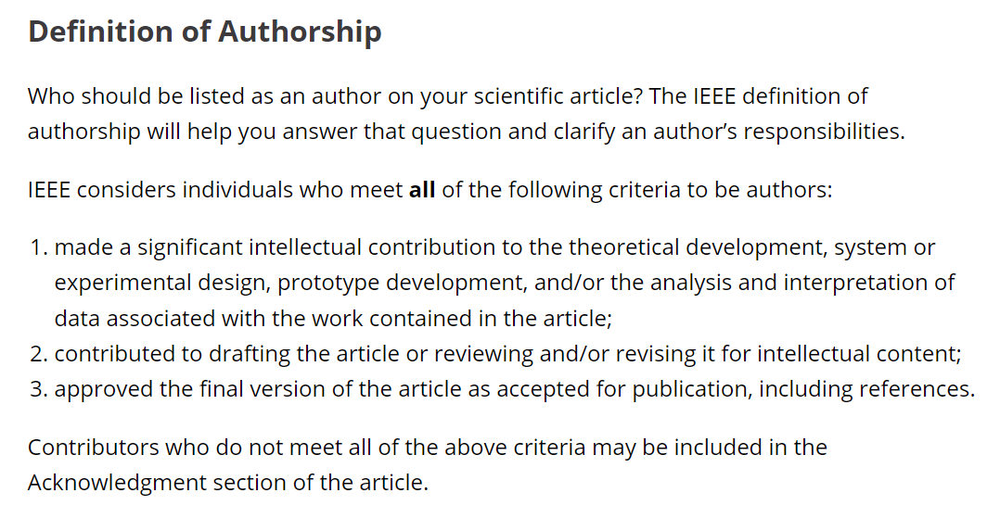 Definition of Authorship
Who should be listed as an author on your scientific article? The IEEE definition of
authorship will help you answer that question and clarify an author’s responsibilities.
IEEE considers individuals who meet all of the following criteria to be authors:
1. made a significant intellectual contribution to the theoretical development, system or
experimental design, prototype development, and/or the analysis and interpretation of
data associated with the work contained in the article;
2. contributed to drafting the article or reviewing and/or revising it for intellectual content;
3. approved the final version of the article as accepted for publication, including references.
Contributors who do not meet all of the above criteria may be included in the
Acknowledgment section of the article.